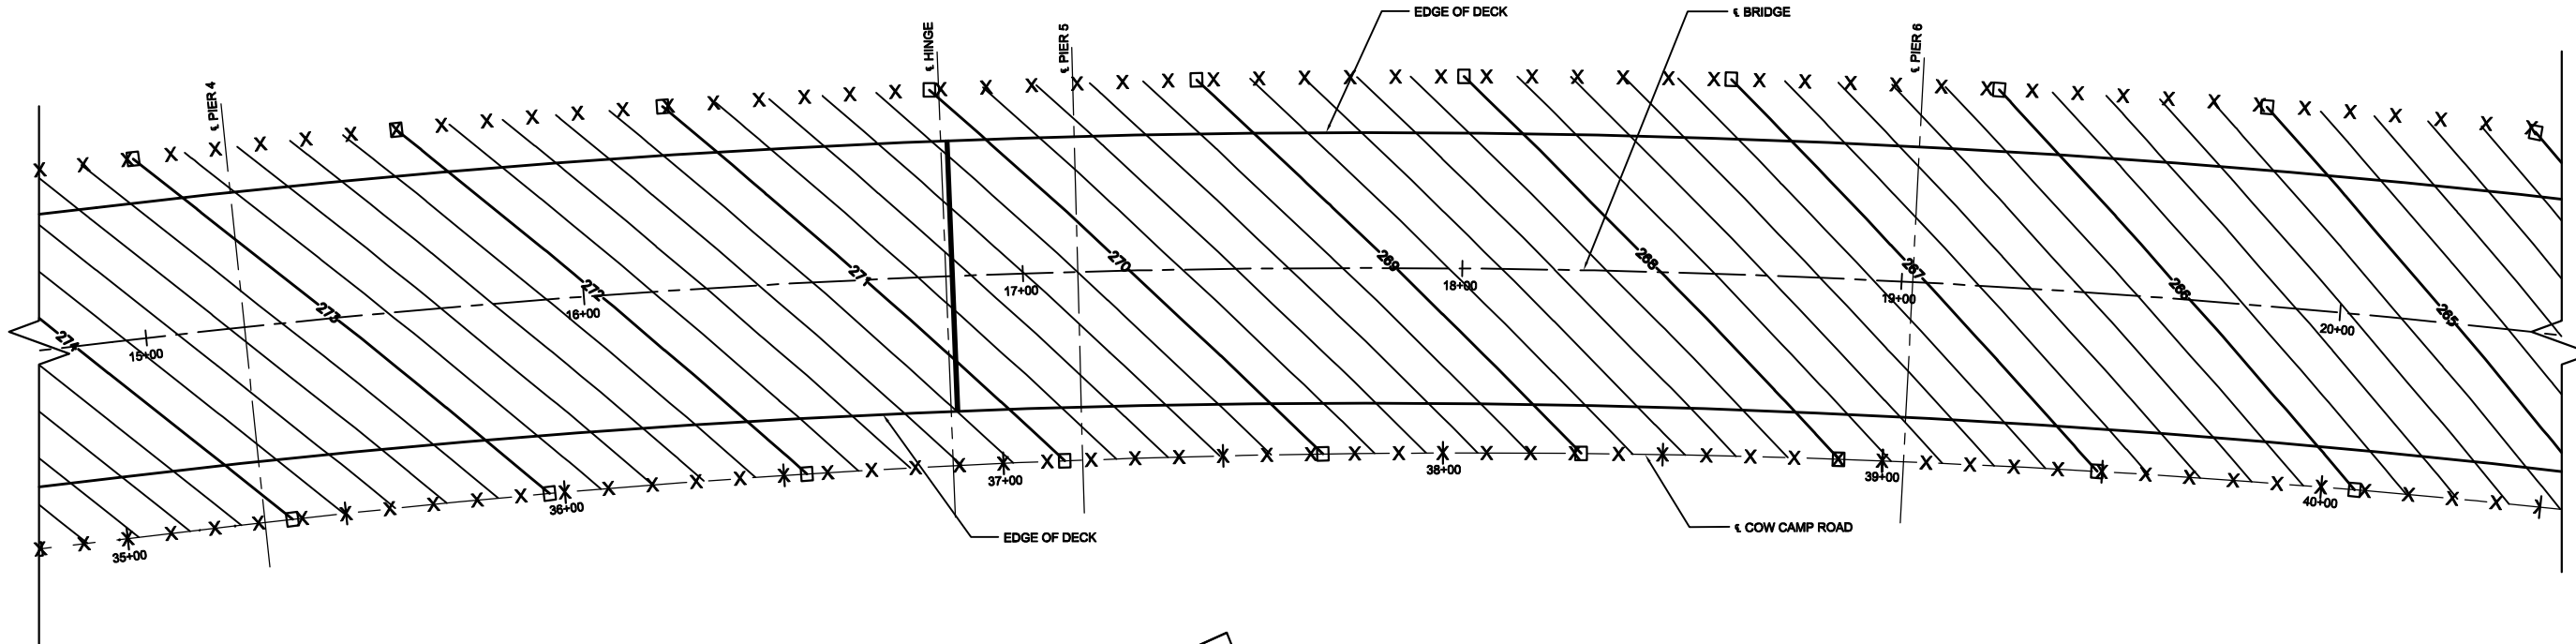 EDGE OF DECK
℄ BRIDGE
℄ PIER 4
℄ HINGE
℄ PIER 5
℄ PIER 6
274
273
272
271
270
269
268
267
266
265
15+00
16+00
17+00
18+00
19+00
20+00
35+00
36+00
37+00
38+00
39+00
40+00
EDGE OF DECK
℄ COW CAMP ROAD